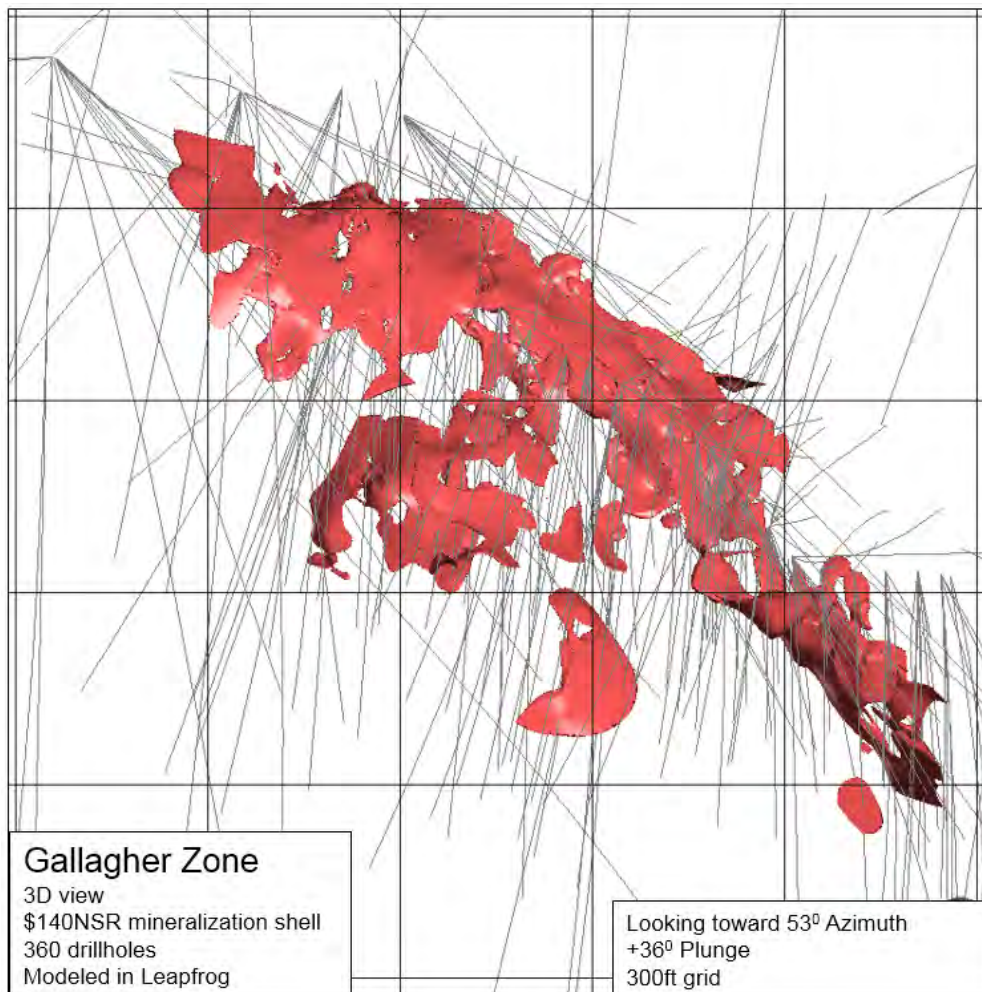 Gallagher Zone
3D view
$140NSR mineralization shell
360 drillholes
Modeled in Leapfrog
Looking toward 53⁰ Azimuth
+36⁰ Plunge
300ft grid